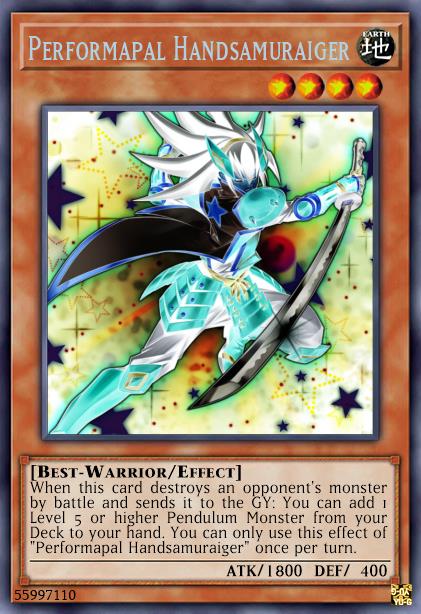 PERFORMAPAL HANDSAMURAIGER
EARTH
地
[BEST-WARRIOR/EFFECT]
When this card destroys an opponent's monster
by battle and sends it to the GY: You can add 1
Level 5 or higher Pendulum Monster from your
Deck to your hand. You can only use this effect of
"Performapal Handsamuraiger" once per turn.
ATK/1800 DEF/ 400
55997110